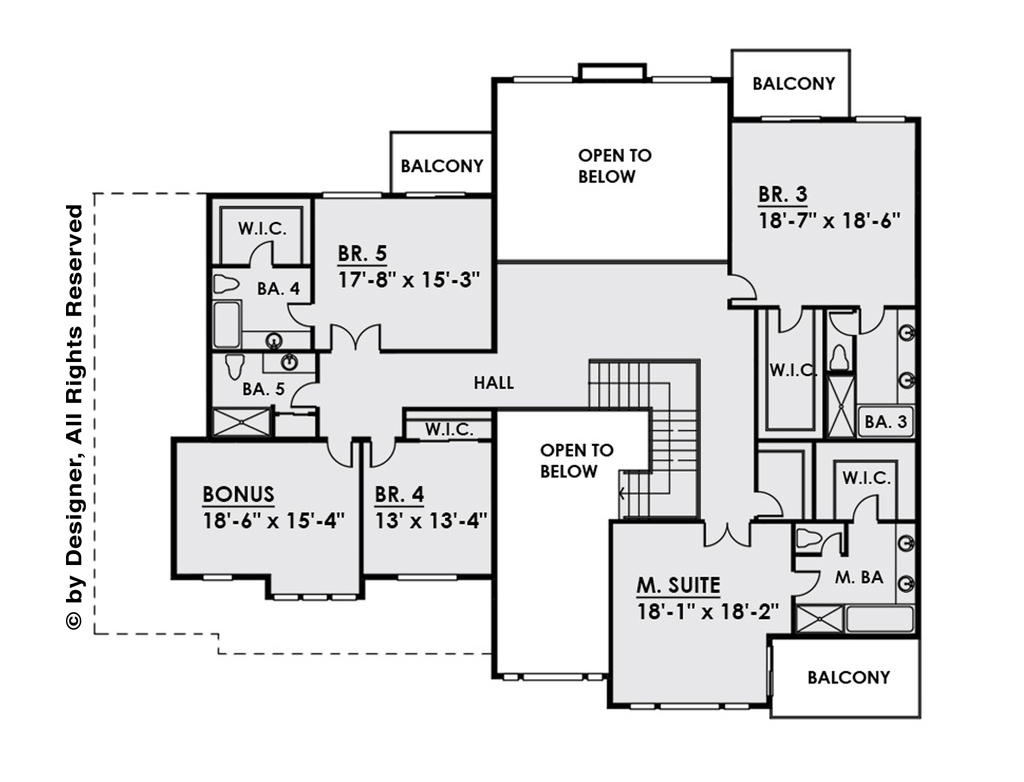 BALCONY
OPEN TO
BELOW
BALCONY
BR. 3
18'-7" x 18'-6"
W.I.C.
BR. 5
17'-8" x 15'-3"
BA. 4
HALL
W.I.C.
BA. 5
BA. 3
W.I.C.
OPEN TO
BELOW
W.I.C.
BONUS
18'-6" x 15'-4"
BR. 4
13' x 13'-4"
M. SUITE
18'-1" x 18'-2"
M. BA
BALCONY
© by Designer, All Rights Reserved